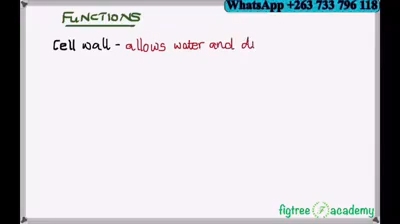 WhatsApp +263 733 796 118
FUNCTIONS
Cell wall - allows water and d
figtree academy